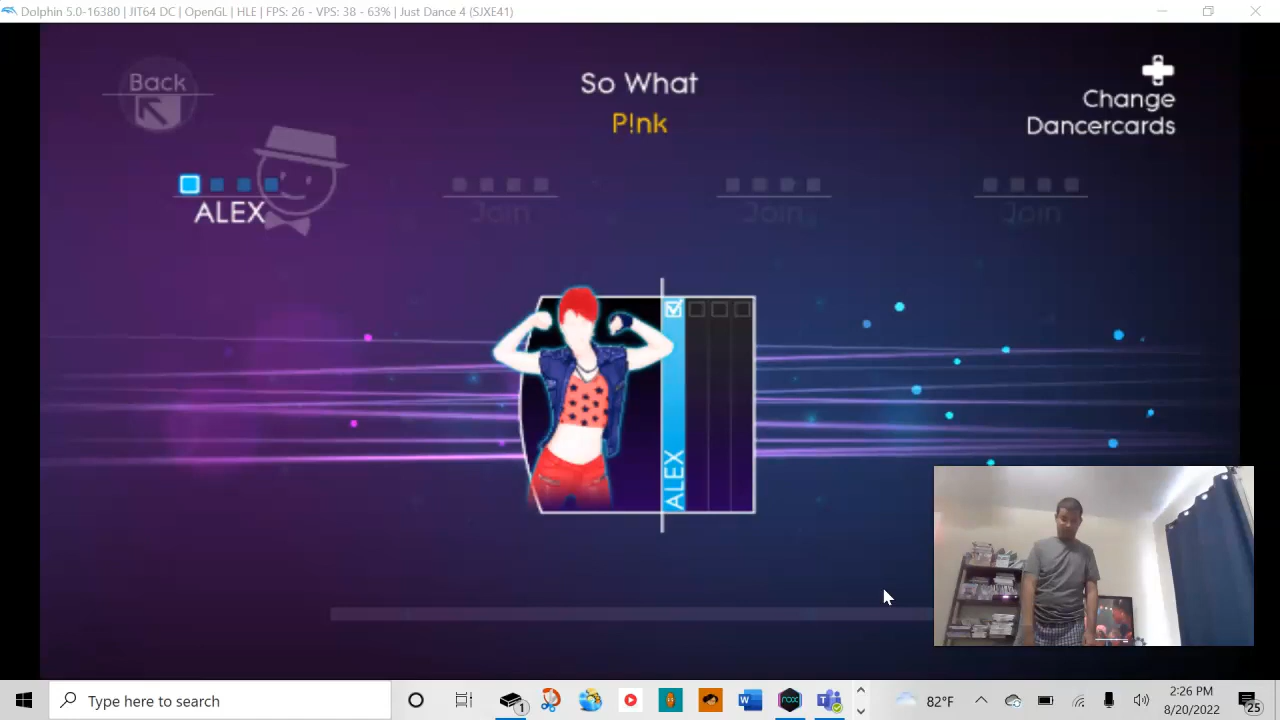 Dolphin 5.0-16380 | JIT64 DC | OpenGL | HLE | FPS: 26 - VPS: 38 - 63% | Just Dance 4 (SJXE41)
Back
So What
P!nk
Change
Dancercards
ALEX
Join
Join
Join
ALEX
Type here to search
1
W
nox
82°F
2:26 PM
8/20/2022
25